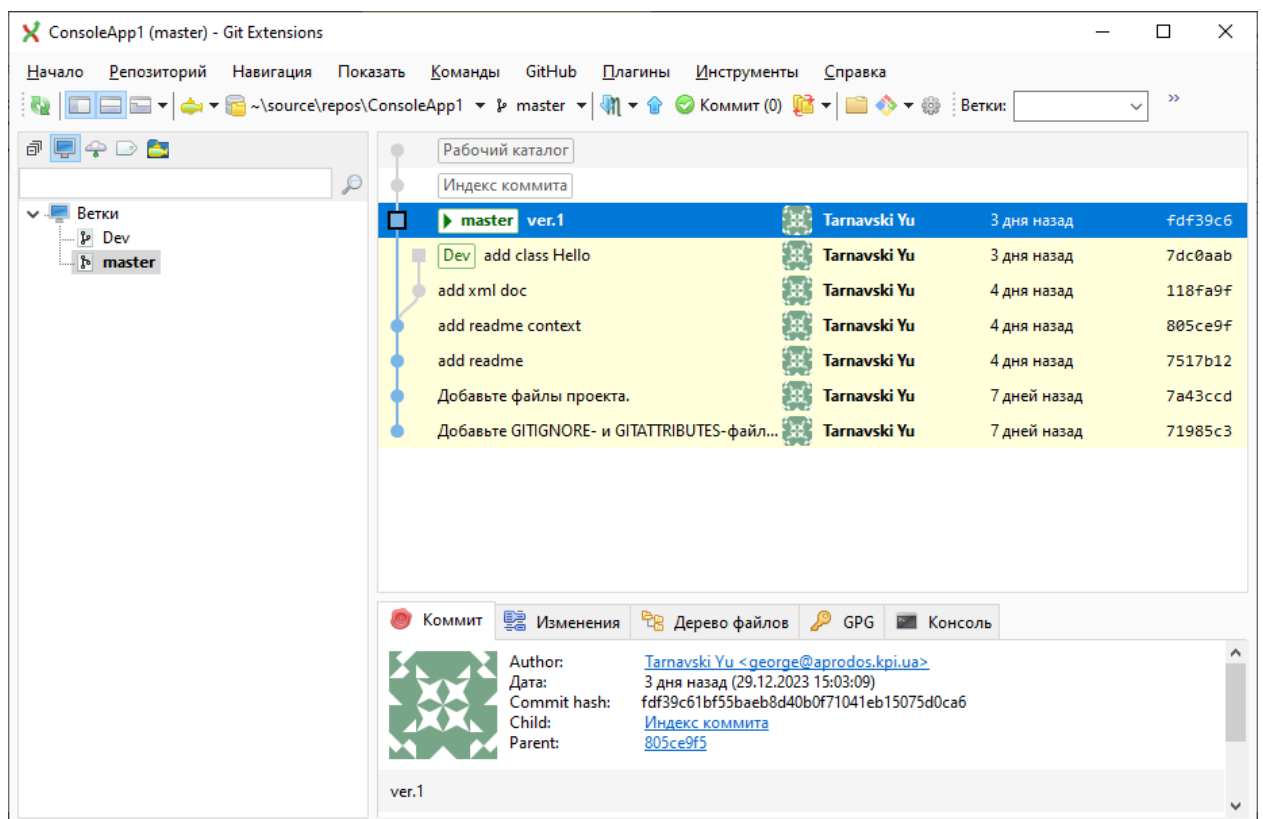 ConsoleApp1 (master) - Git Extensions
Начало Репозиторий Навигация Показать Команды GitHub Плагины Инструменты Справка
~\source\repos\ConsoleApp1 master Коммит (0) Ветки: »
Рабочий каталог
Индекс коммита
Ветки
Dev
master
master ver.1 Tarnavski Yu 3 дня назад fdf39c6
Dev add class Hello Tarnavski Yu 3 дня назад 7dc0aab
add xml doc Tarnavski Yu 4 дня назад 118fa9f
add readme context Tarnavski Yu 4 дня назад 805ce9f
add readme Tarnavski Yu 4 дня назад 7517b12
Добавьте файлы проекта. Tarnavski Yu 7 дней назад 7a43ccd
Добавьте GITIGNORE- и GITATTRIBUTES-файл... Tarnavski Yu 7 дней назад 71985c3
Коммит Изменения Дерево файлов GPG Консоль
Author: Tarnavski Yu <george@aprodos.kpi.ua>
Дата: 3 дня назад (29.12.2023 15:03:09)
Commit hash: fdf39c61bf55baeb8d40b0f71041eb15075d0ca6
Child: Индекс коммита
Parent: 805ce9f5
ver.1